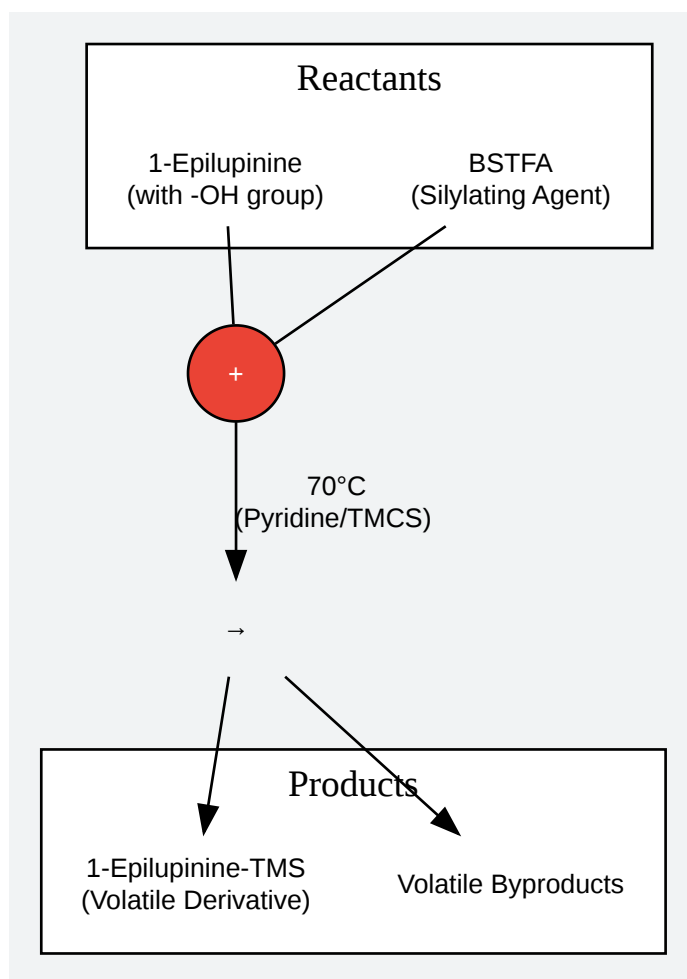 Reactants
1-Epilupinine
(with -OH group)
BSTFA
(Silylating Agent)
+
70°C
(Pyridine/TMCS)
→
Products
1-Epilupinine-TMS
(Volatile Derivative)
Volatile Byproducts